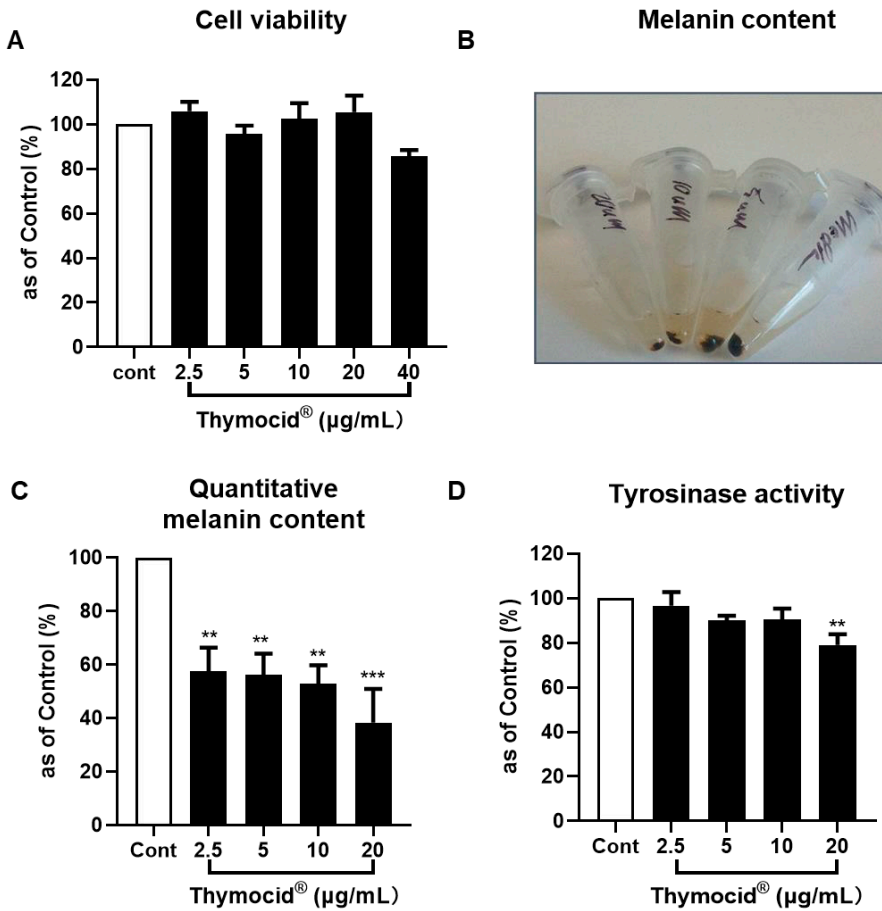 A
Cell viability
as of Control (%)
120
100
80
60
40
20
0
cont 2.5 5 10 20 40
Thymocid® (μg/mL)
B
Melanin content
20uM
10uM
5uM
C
Quantitative
melanin content
as of Control (%)
100
80
60
40
20
0
** ** ** ***
Cont 2.5 5 10 20
Thymocid® (μg/mL)
D
Tyrosinase activity
as of Control (%)
120
100
80
60
40
20
0
**
Cont 2.5 5 10 20
Thymocid® (μg/mL)